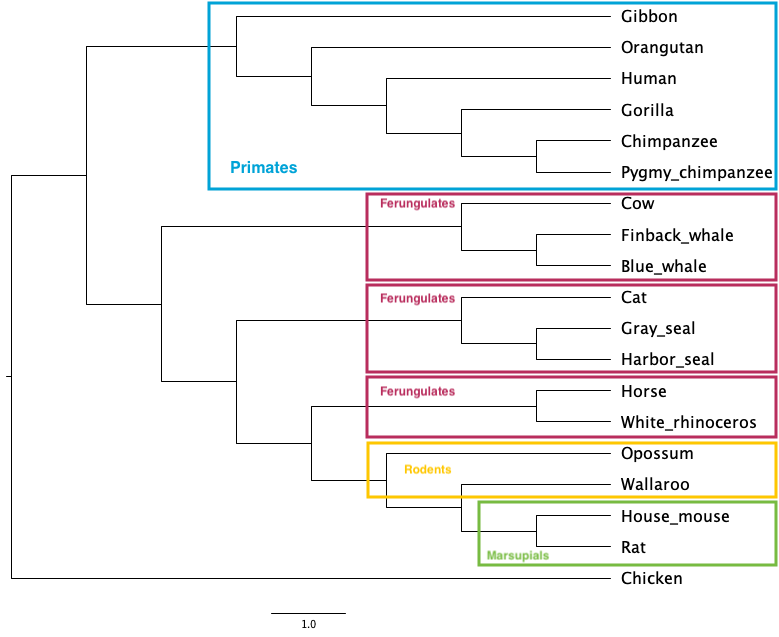 Gibbon
Orangutan
Human
Gorilla
Chimpanzee
Primates
Pygmy_chimpanzee
Ferungulates
Cow
Finback_whale
Blue_whale
Ferungulates
Cat
Gray_seal
Harbor_seal
Ferungulates
Horse
White_rhinoceros
Opossum
Rodents
Wallaroo
House_mouse
Rat
Marsupials
Chicken
1.0